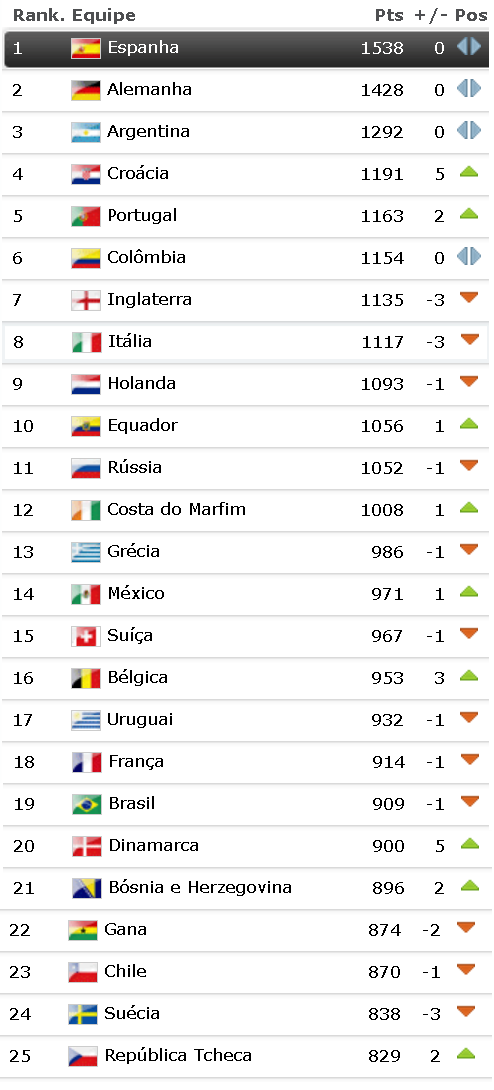 Rank. Equipe Pts +/- Pos
1 Espanha 1538 0
2 Alemanha 1428 0
3 Argentina 1292 0
4 Croácia 1191 5
5 Portugal 1163 2
6 Colômbia 1154 0
7 Inglaterra 1135 -3
8 Itália 1117 -3
9 Holanda 1093 -1
10 Equador 1056 1
11 Rússia 1052 -1
12 Costa do Marfim 1008 1
13 Grécia 986 -1
14 México 971 1
15 Suíça 967 -1
16 Bélgica 953 3
17 Uruguai 932 -1
18 França 914 -1
19 Brasil 909 -1
20 Dinamarca 900 5
21 Bósnia e Herzegovina 896 2
22 Gana 874 -2
23 Chile 870 -1
24 Suécia 838 -3
25 República Tcheca 829 2